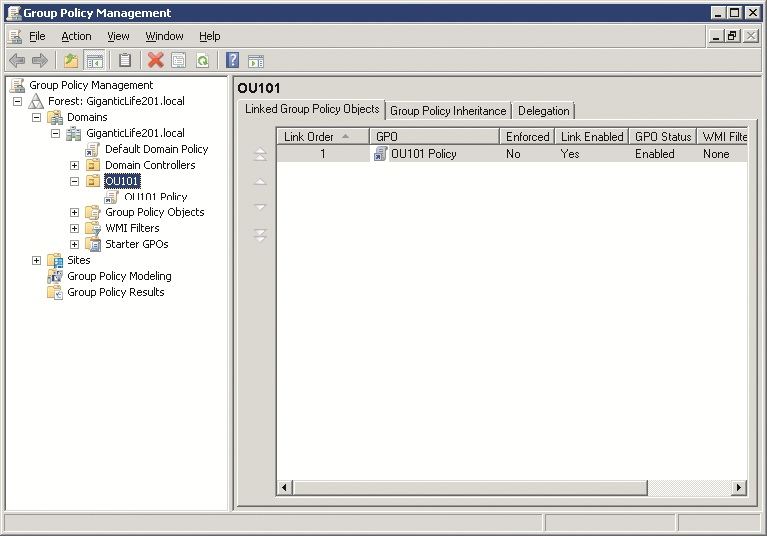 Group Policy Management
File Action View Window Help
Group Policy Management
Forest: GiganticLife201.local
Domains
GiganticLife201.local
Default Domain Policy
Domain Controllers
OU101
OU101 Policy
Group Policy Objects
WMI Filters
Starter GPOs
Sites
Group Policy Modeling
Group Policy Results
OU101
Linked Group Policy Objects Group Policy Inheritance Delegation
Link Order GPO Enforced Link Enabled GPO Status WMI Filte
1 OU101 Policy No Yes Enabled None